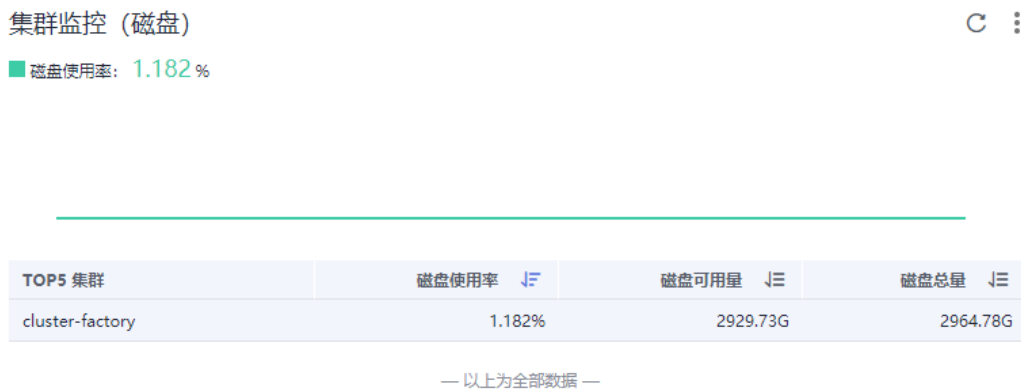 集群监控（磁盘）
磁盘使用率： 1.182 %
TOP5 集群 磁盘使用率 磁盘可用量 磁盘总量
cluster-factory 1.182% 2929.73G 2964.78G
— 以上为全部数据 —